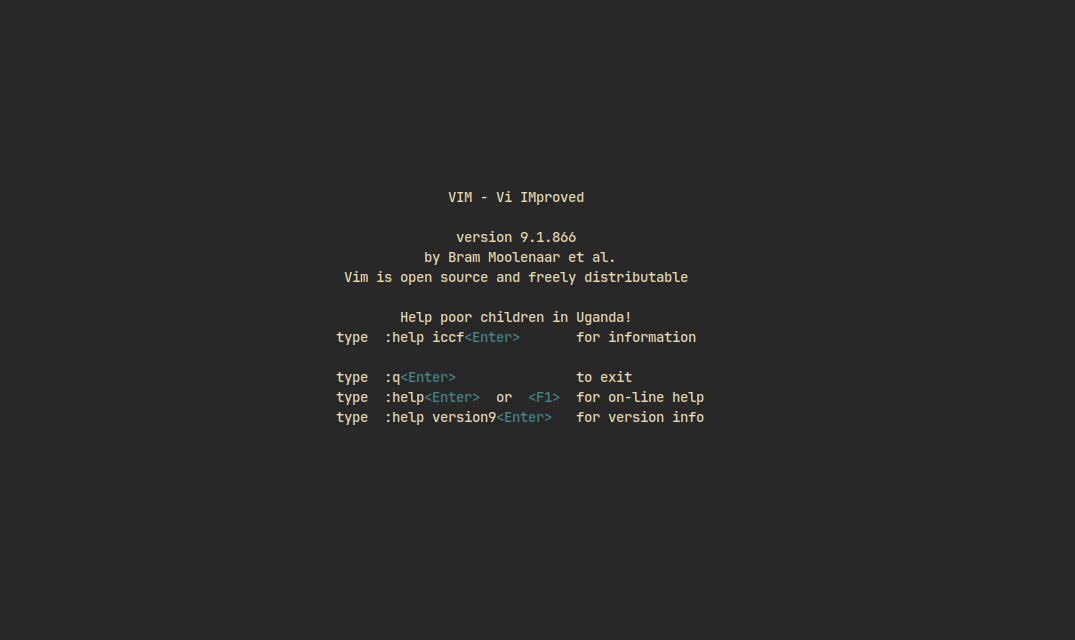 VIM - Vi IMproved
version 9.1.866
by Bram Moolenaar et al.
Vim is open source and freely distributable
Help poor children in Uganda!
type  :help iccf<Enter>       for information
type  :q<Enter>               to exit
type  :help<Enter>  or  <F1>  for on-line help
type  :help version9<Enter>   for version info